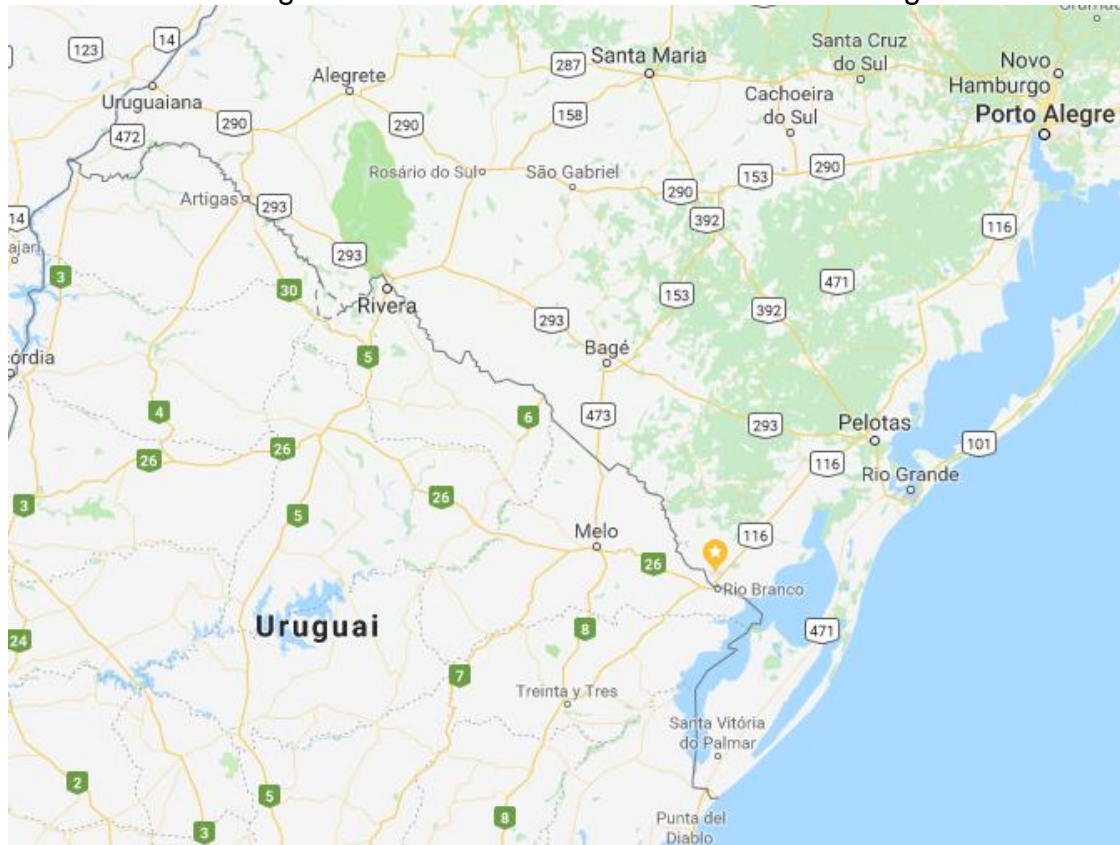 123
14
Uruguaiana
Alegrete
287
Santa Maria
Santa Cruz
do Sul
Novo
Hamburgo
Porto Alegre
472
290
290
158
Cachoeira
do Sul
153
290
Rosário do Sul
São Gabriel
290
392
116
Artigas
293
14
3
293
30
Rivera
153
471
392
293
5
Bagé
córdia
4
6
473
293
Pelotas
26
26
116
101
Rio Grande
3
5
26
Melo
116
26
Rio Branco
Uruguai
8
471
24
7
Treinta y Tres
Santa Vitória
do Palmar
2
5
3
8
Punta del
Diablo